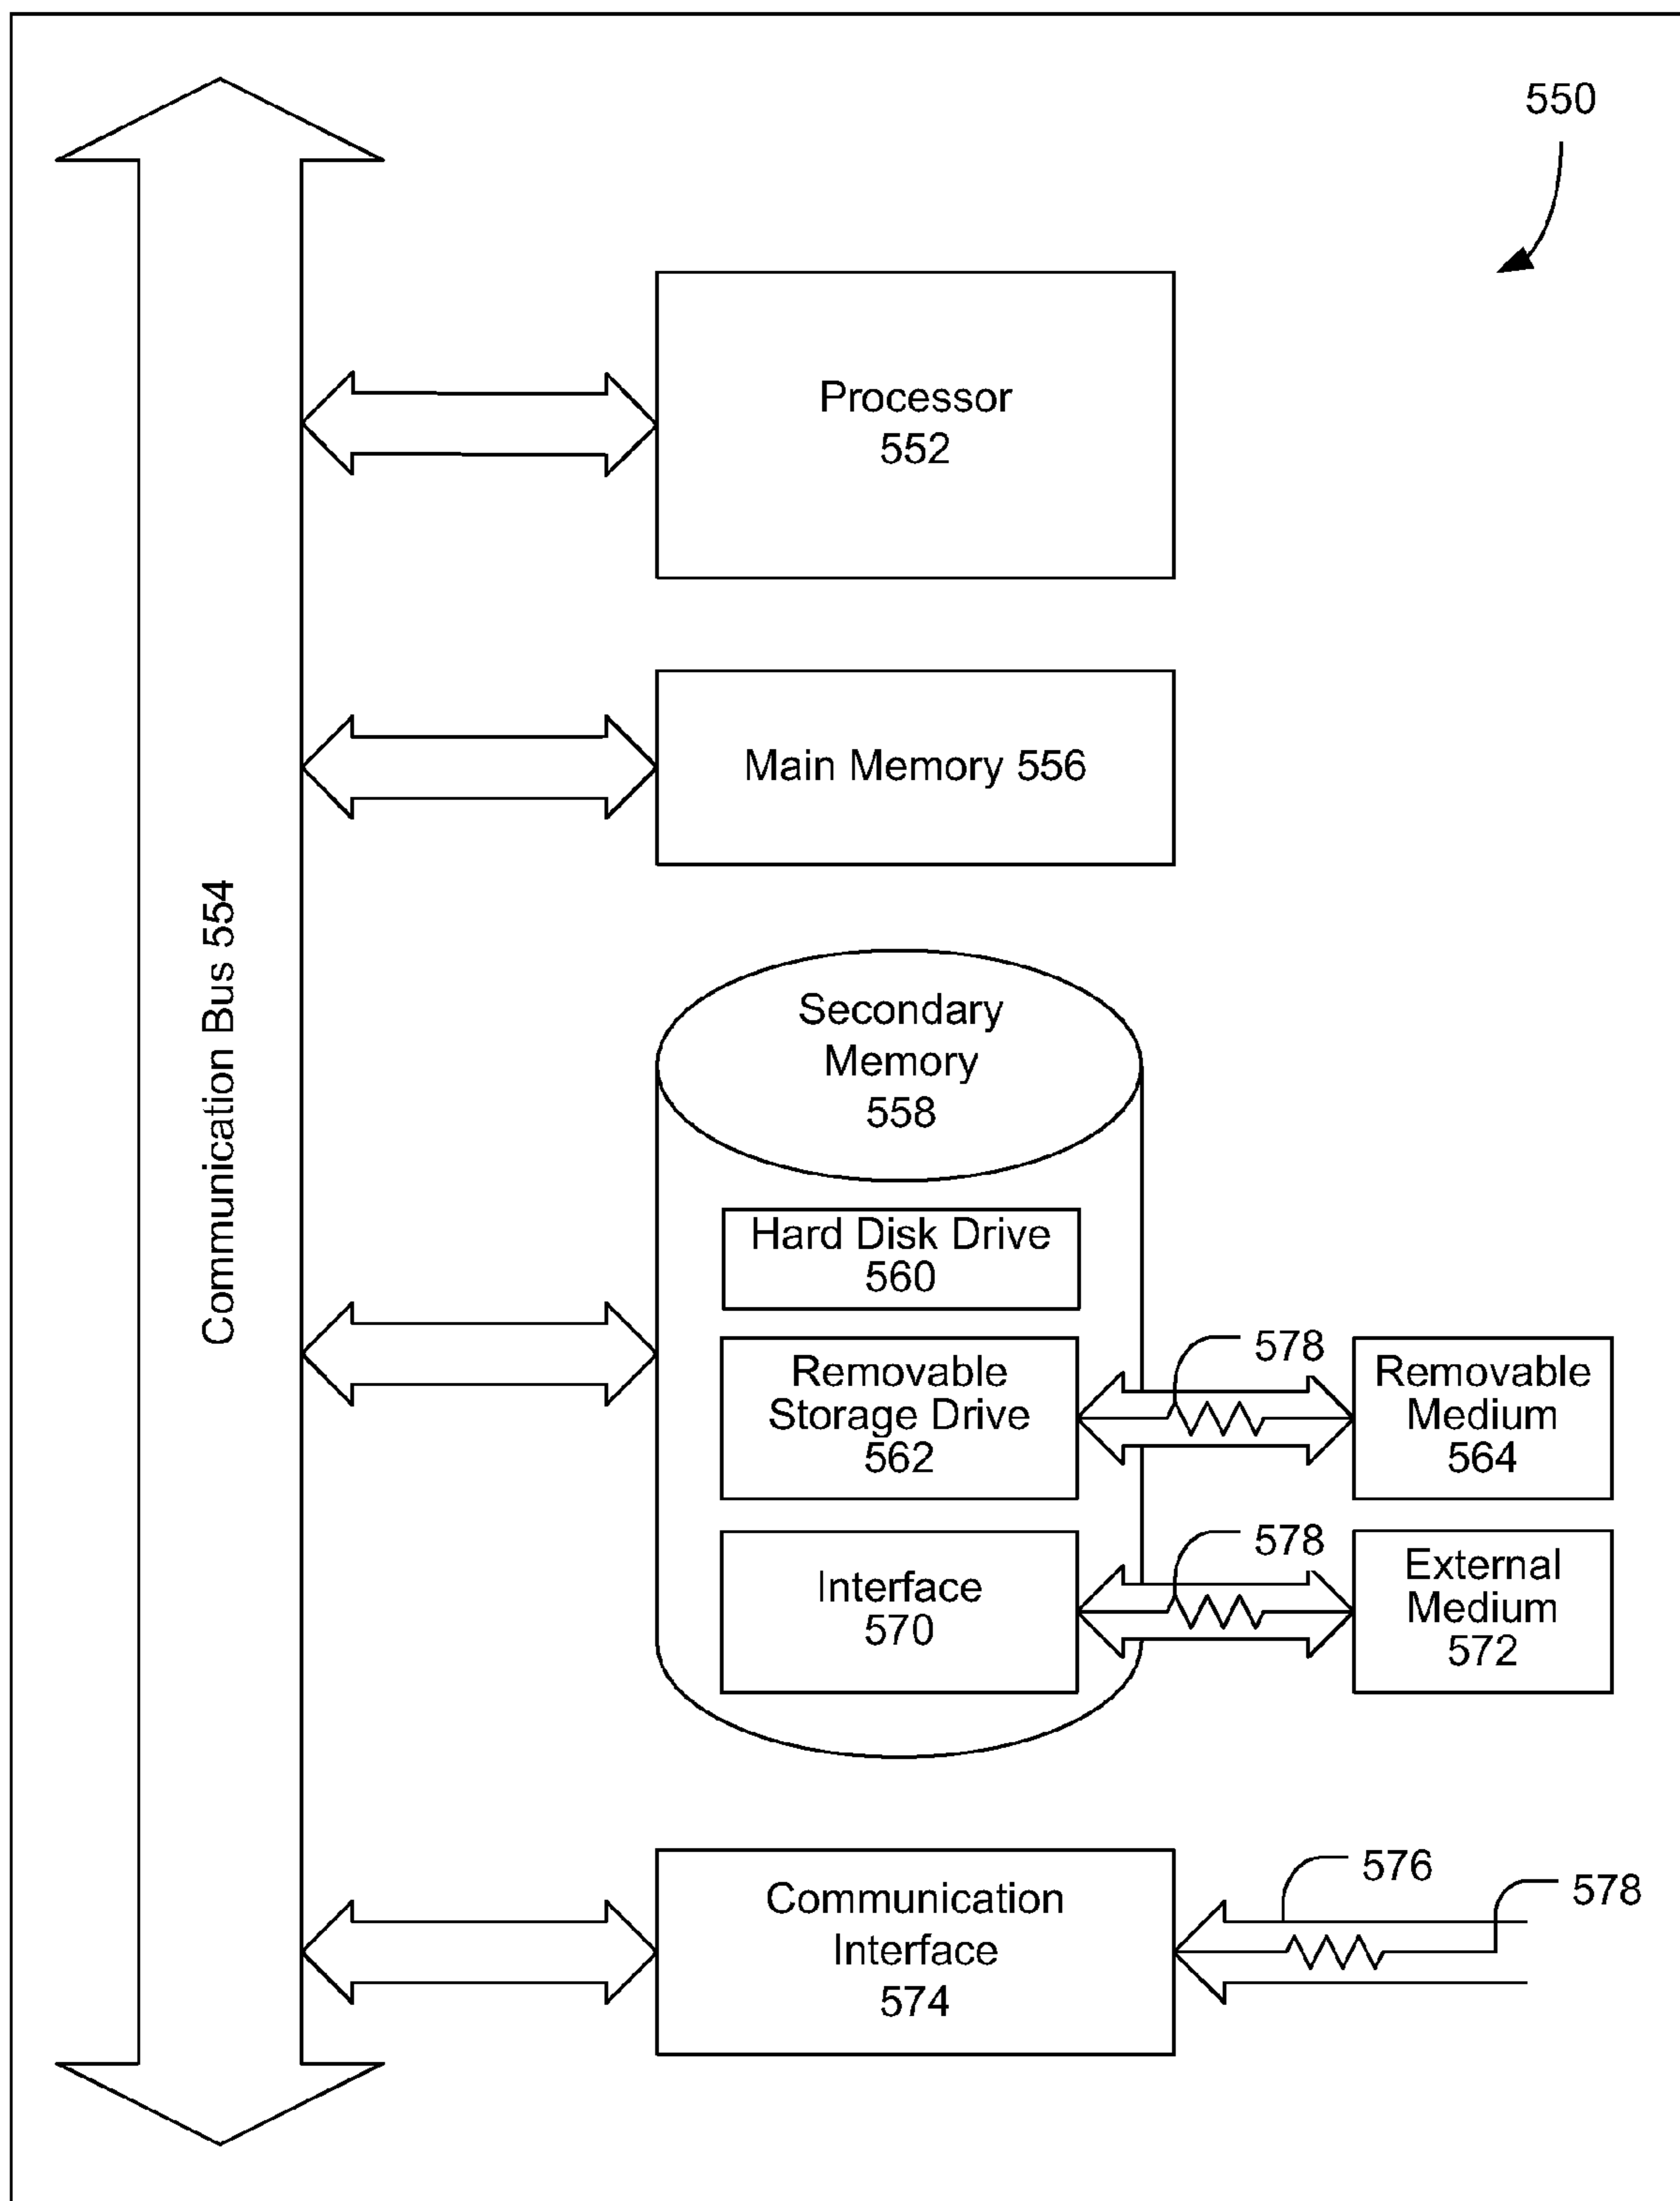 550
Processor
552
Main Memory 556
Communication Bus 554
Secondary
Memory
558
Hard Disk Drive
560
Removable
Storage Drive
562
578
Removable
Medium
564
Interface
570
578
External
Medium
572
Communication
Interface
574
576
578